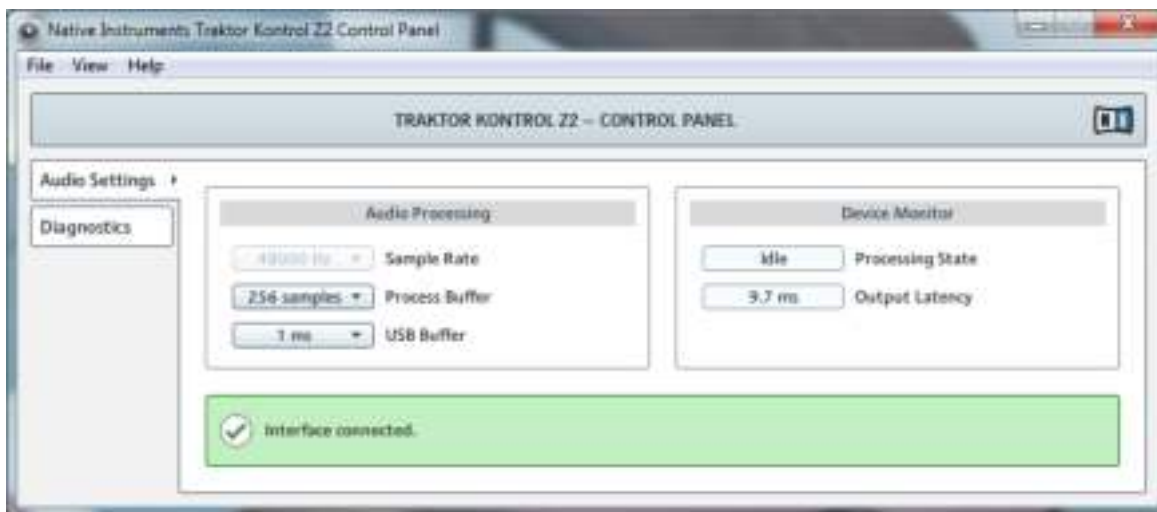 Native Instruments Traktor Kontrol Z2 Control Panel
File View Help
TRAKTOR KONTROL Z2 – CONTROL PANEL
Audio Settings
Diagnostics
Audio Processing
48000 Hz Sample Rate
256 samples Process Buffer
1 ms USB Buffer
Device Monitor
Idle Processing State
9.7 ms Output Latency
Interface connected.